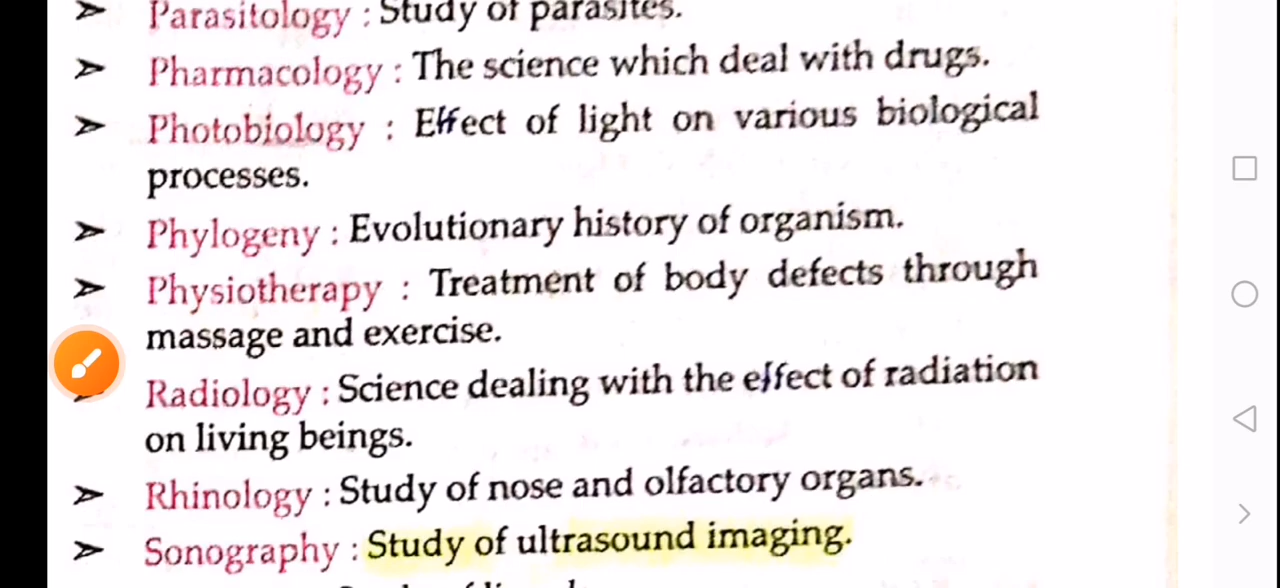 ➤ Parasitology : Study of parasites.
➤ Pharmacology : The science which deal with drugs.
➤ Photobiology : Effect of light on various biological
processes.
➤ Phylogeny : Evolutionary history of organism.
➤ Physiotherapy : Treatment of body defects through
massage and exercise.
Radiology : Science dealing with the effect of radiation
on living beings.
➤ Rhinology : Study of nose and olfactory organs.
➤ Sonography : Study of ultrasound imaging.